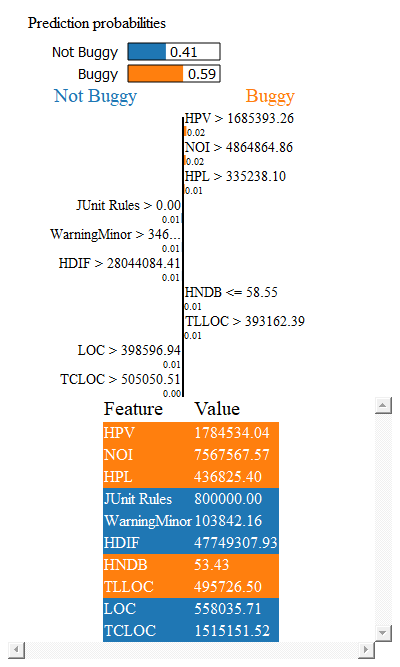 Prediction probabilities
Not Buggy 0.41
Buggy 0.59
Not Buggy Buggy
HPV > 1685393.26
0.02
NOI > 4864864.86
0.02
HPL > 335238.10
0.01
JUnit Rules > 0.00
0.01
WarningMinor > 346...
0.01
HDIF > 28044084.41
0.01
HNDB <= 58.55
0.01
TLLOC > 393162.39
0.01
LOC > 398596.94
0.01
TCLOC > 505050.51
0.00
Feature Value
HPV 1784534.04
NOI 7567567.57
HPL 436825.40
JUnit Rules 800000.00
WarningMinor 103842.16
HDIF 47749307.93
HNDB 53.43
TLLOC 495726.50
LOC 558035.71
TCLOC 1515151.52